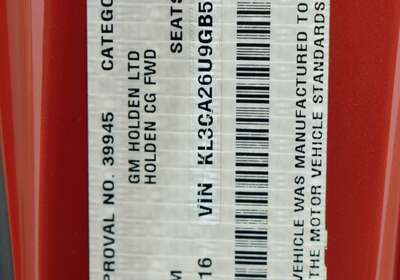 PROVAL NO. 39945 CATEGO
GM HOLDEN LTD
HOLDEN CG FWD
SEATS
16 VIN KL3CA26U9GB5
VEHICLE WAS MANUFACTURED TO
THE MOTOR VEHICLE STANDARDS